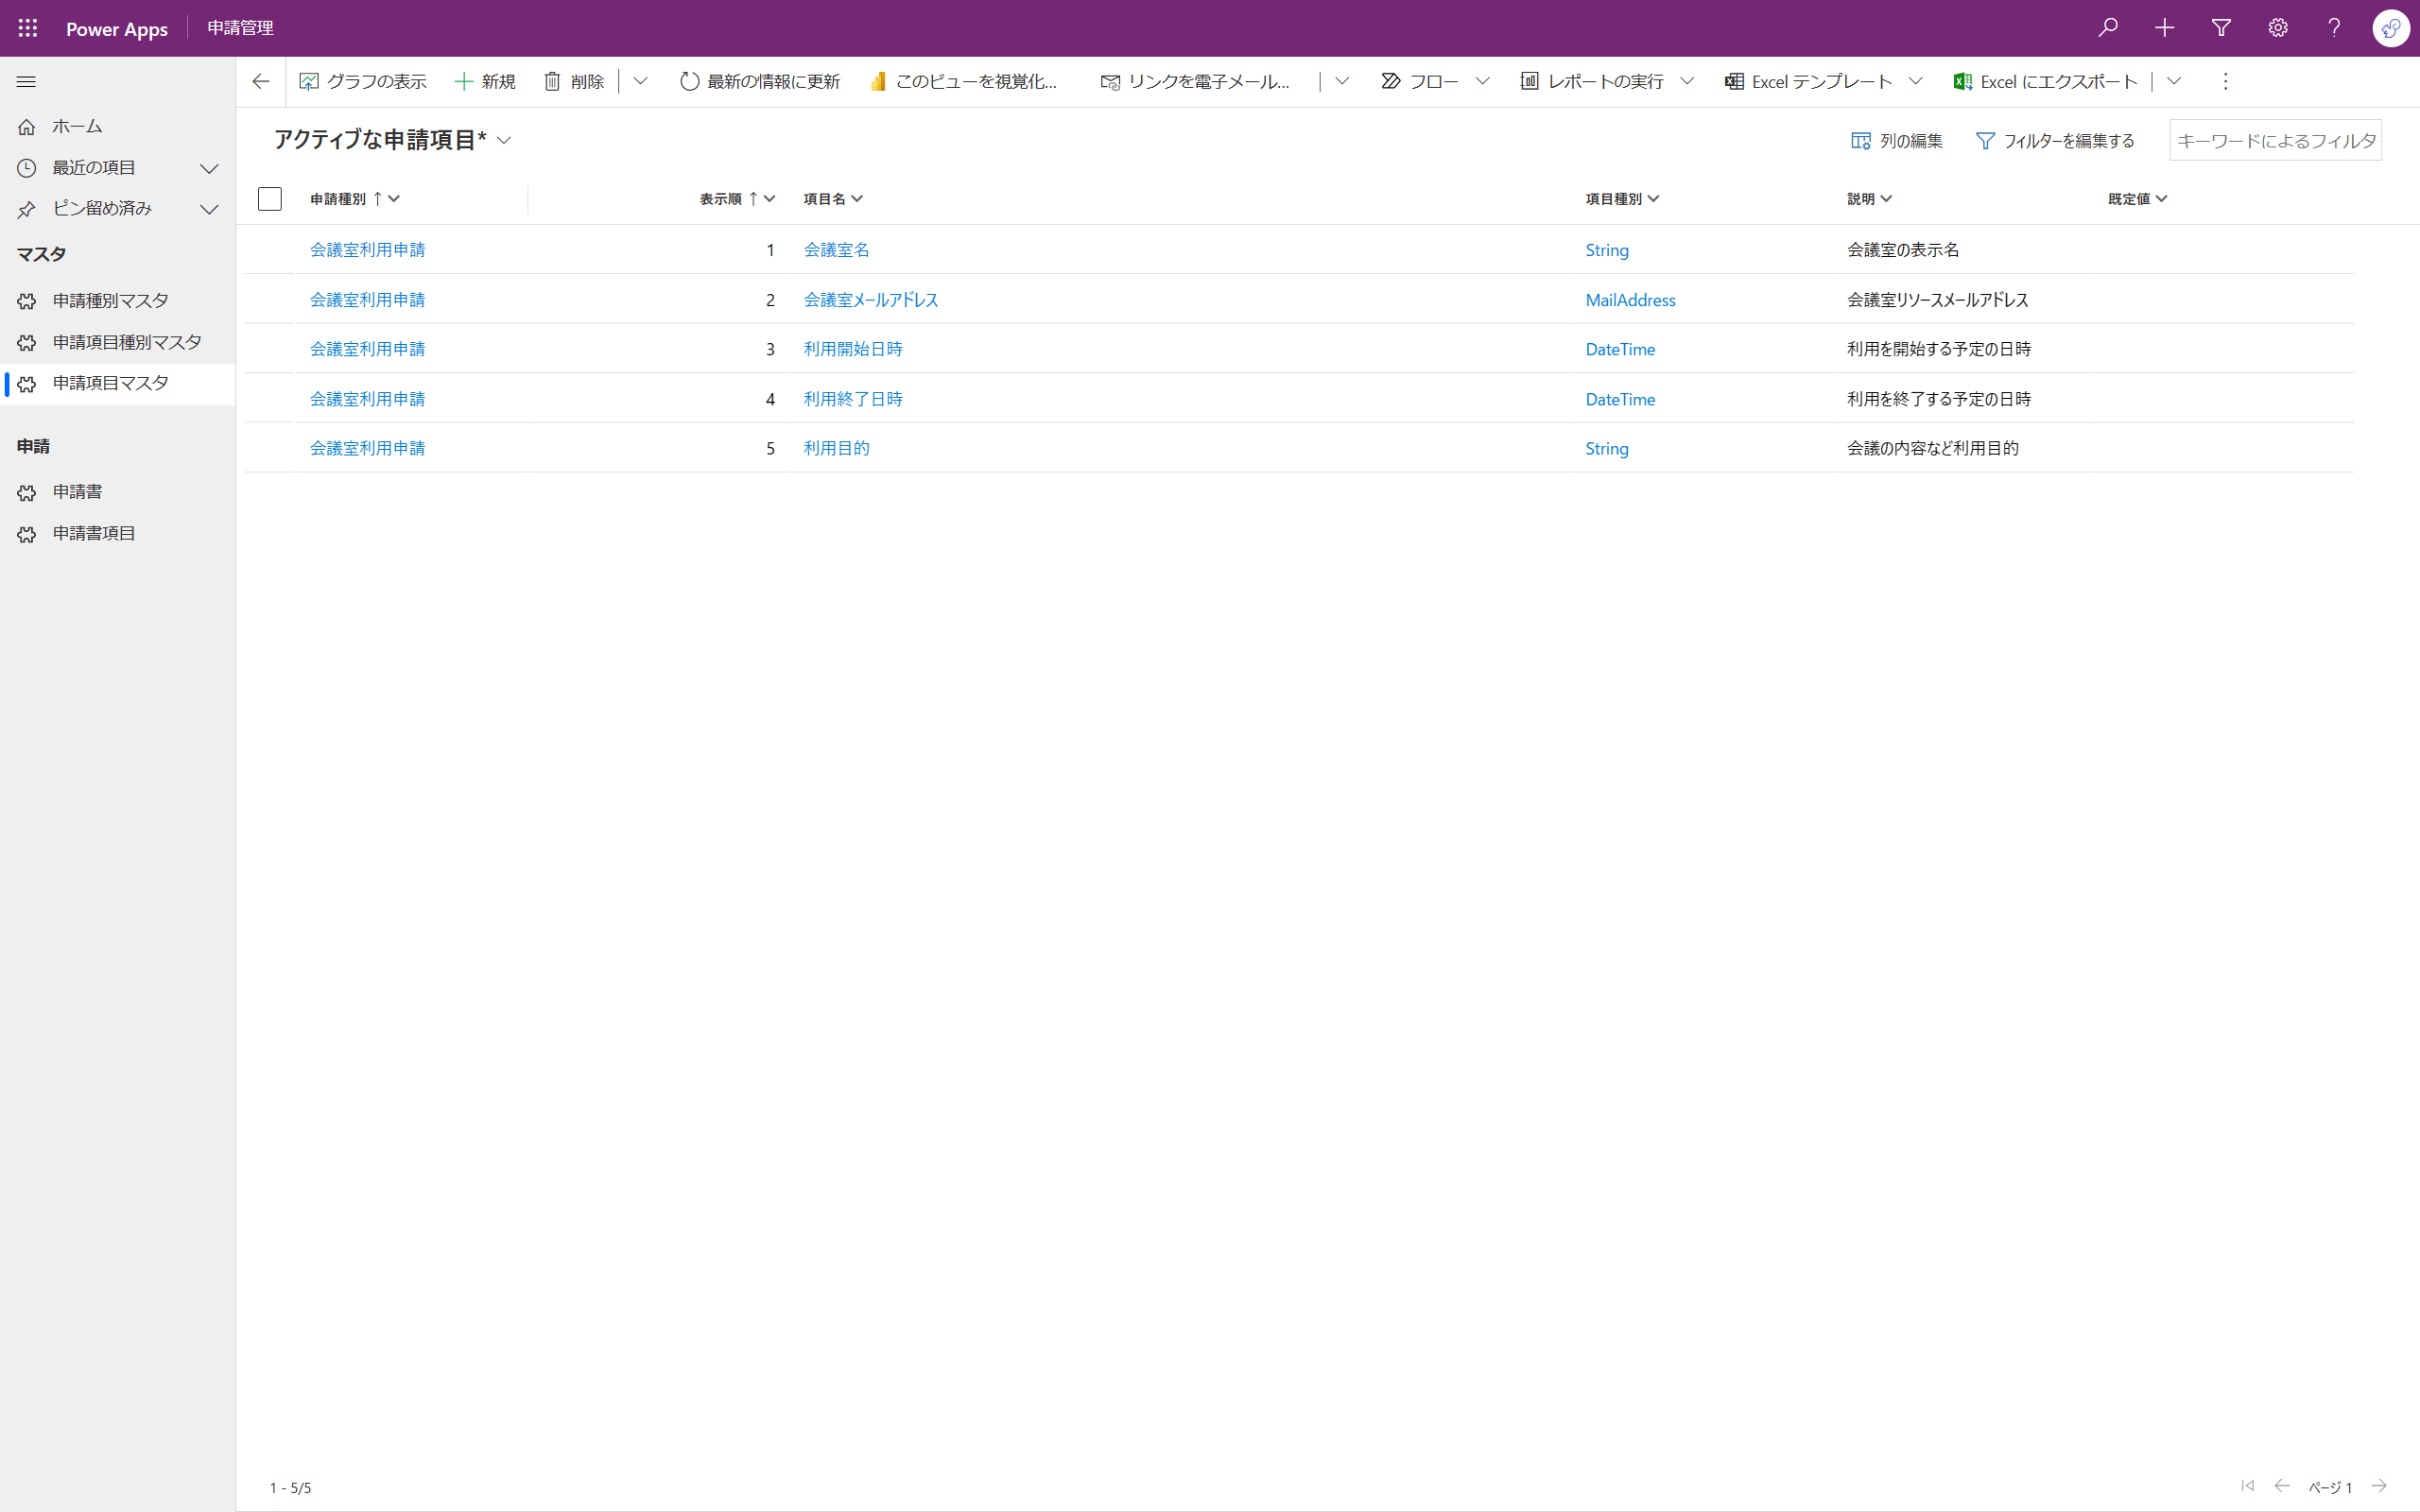 Power Apps 申請管理
グラフの表示 新規 削除 最新の情報に更新 このビューを視覚化... リンクを電子メール... フロー レポートの実行 Excel テンプレート Excel にエクスポート
ホーム
最近の項目
ピン留め済み
マスタ
申請種別マスタ
申請項目種別マスタ
申請項目マスタ
申請
申請書
申請書項目
アクティブな申請項目*
列の編集 フィルターを編集する キーワードによるフィルタ
申請種別 表示順 項目名 項目種別 説明 既定値
会議室利用申請 1 会議室名 String 会議室の表示名
会議室利用申請 2 会議室メールアドレス MailAddress 会議室リソースメールアドレス
会議室利用申請 3 利用開始日時 DateTime 利用を開始する予定の日時
会議室利用申請 4 利用終了日時 DateTime 利用を終了する予定の日時
会議室利用申請 5 利用目的 String 会議の内容など利用目的
1 - 5/5
ページ 1